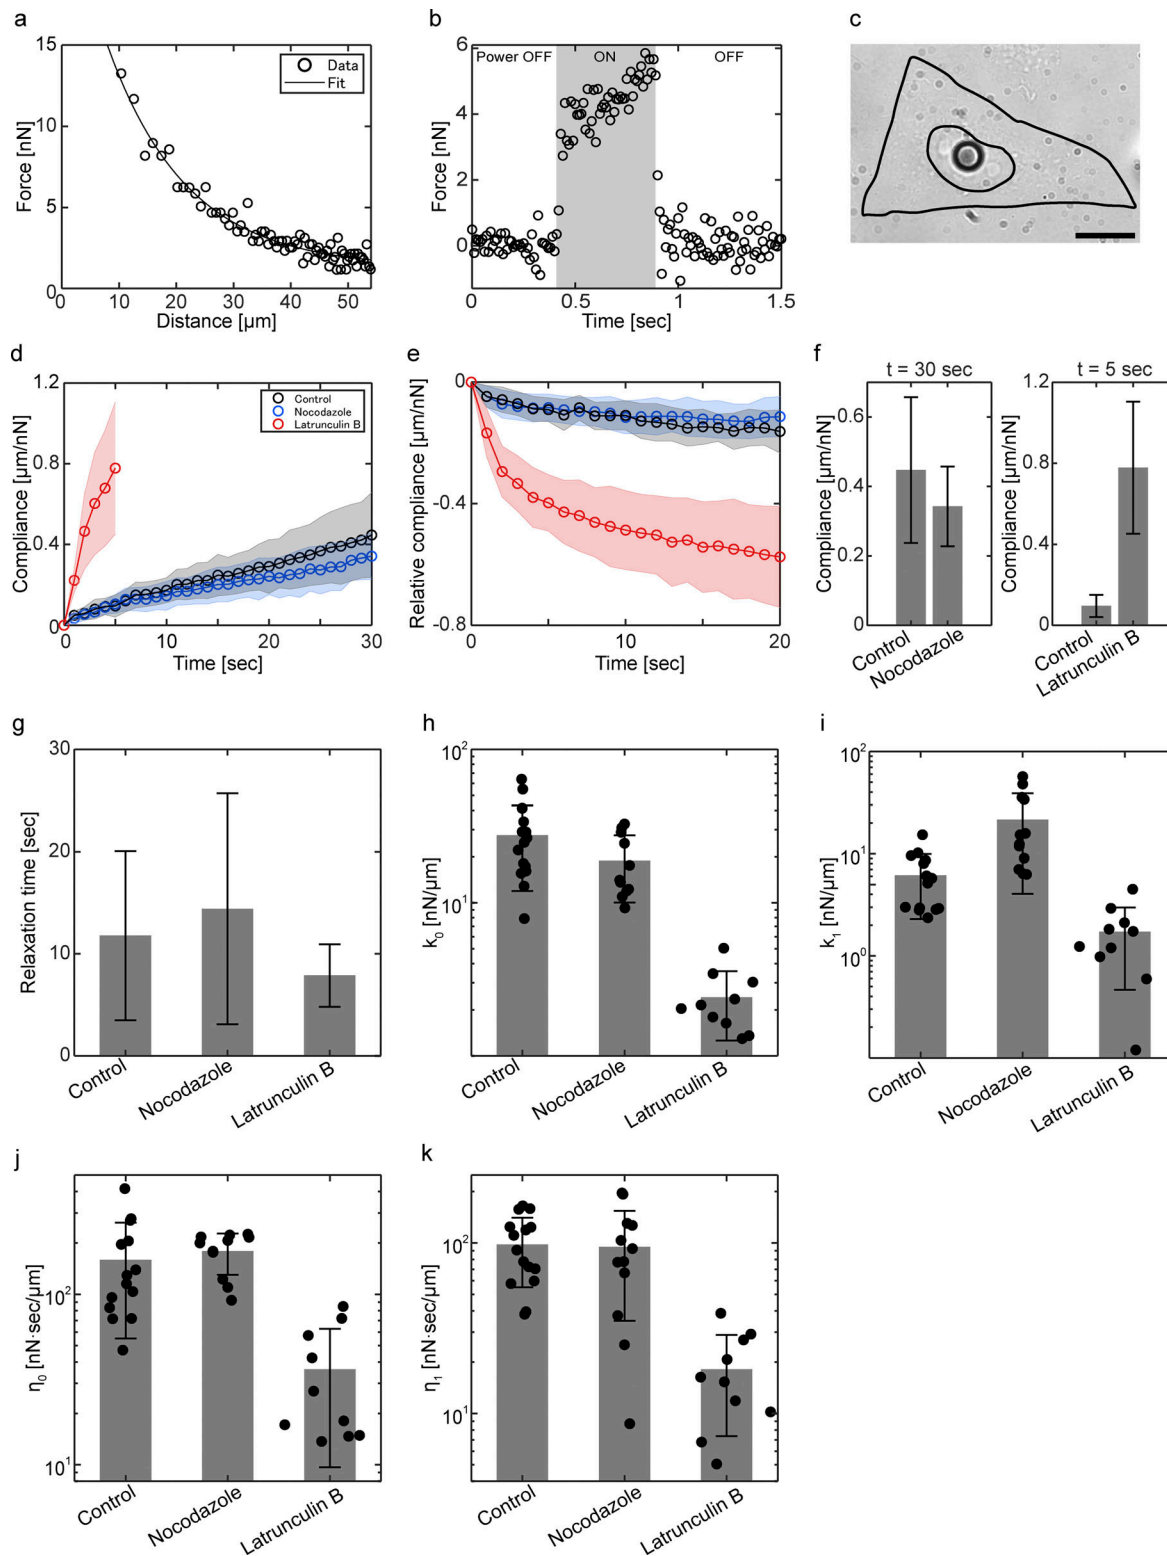 a
15
10
5
0
0 10 20 30 40 50
Force [nN]
Distance [µm]
Data
Fit
b
6
4
2
0
0 0.5 1 1.5
Force [nN]
Time [sec]
Power OFF ON OFF
c
d
1.2
0.8
0.4
0
0 10 20 30
Compliance [µm/nN]
Time [sec]
Control
Nocodazole
Latrunculin B
e
0
-0.4
-0.8
0 10 20
Relative compliance [µm/nN]
Time [sec]
f
t = 30 sec
0.6
0.4
0.2
0
Compliance [µm/nN]
Control
Nocodazole
t = 5 sec
1.2
0.8
0.4
0
Compliance [µm/nN]
Control
Latrunculin B
g
30
20
10
0
Relaxation time [sec]
Control
Nocodazole
Latrunculin B
h
10²
10¹
k₀ [nN/µm]
Control
Nocodazole
Latrunculin B
i
10²
10¹
10⁰
k₁ [nN/µm]
Control
Nocodazole
Latrunculin B
j
10²
10¹
η₀ [nN·sec/µm]
Control
Nocodazole
Latrunculin B
k
10²
10¹
η₁ [nN·sec/µm]
Control
Nocodazole
Latrunculin B